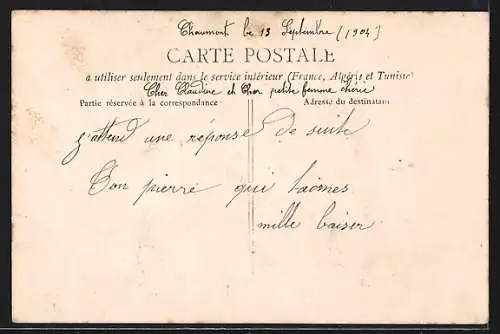 Chaumont le 13 Septembre (1904)
CARTE POSTALE
a utiliser seulement dans le service intérieur (France, Algérie et Tunisie)
Cher Claudine et Cher petite femme chérie
Partie réservée à la correspondance
Adresse du destinataire
j'attend une réponse de suite
Ton pierre qui t'aimes
mille baiser